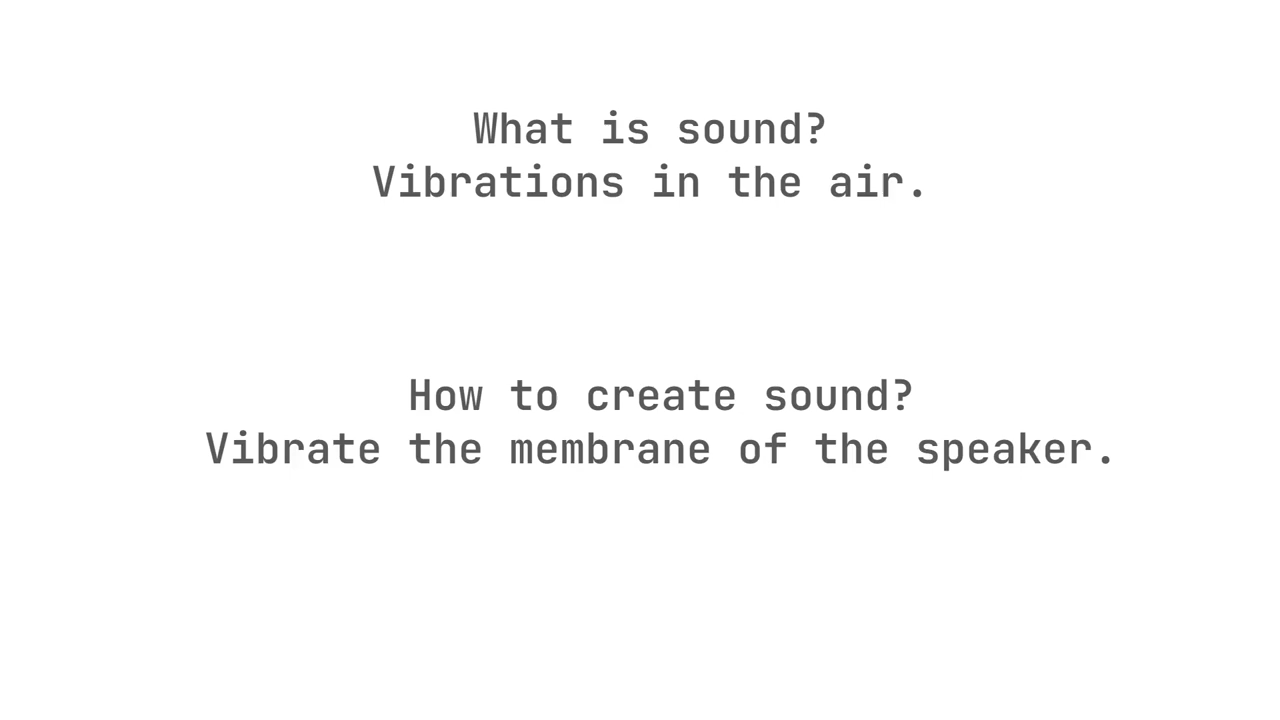 What is sound?
Vibrations in the air.
How to create sound?
Vibrate the membrane of the speaker.